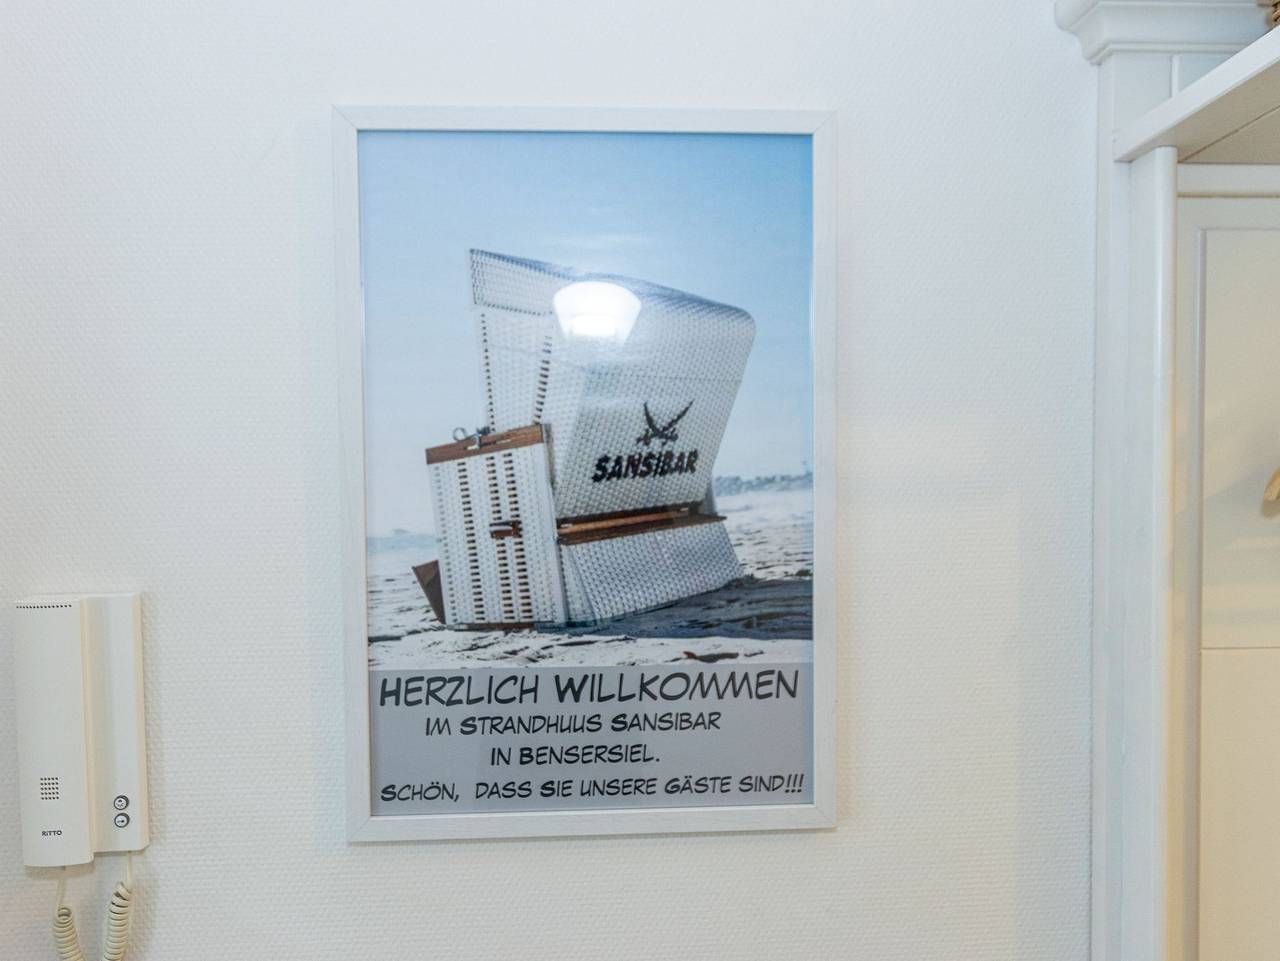 SANSIBAR
HERZLICH WILLKOMMEN
IM STRANDHUUS SANSIBAR
IN BENSERSIEL.
SCHÖN, DASS SIE UNSERE GÄSTE SIND!!!
RITTO